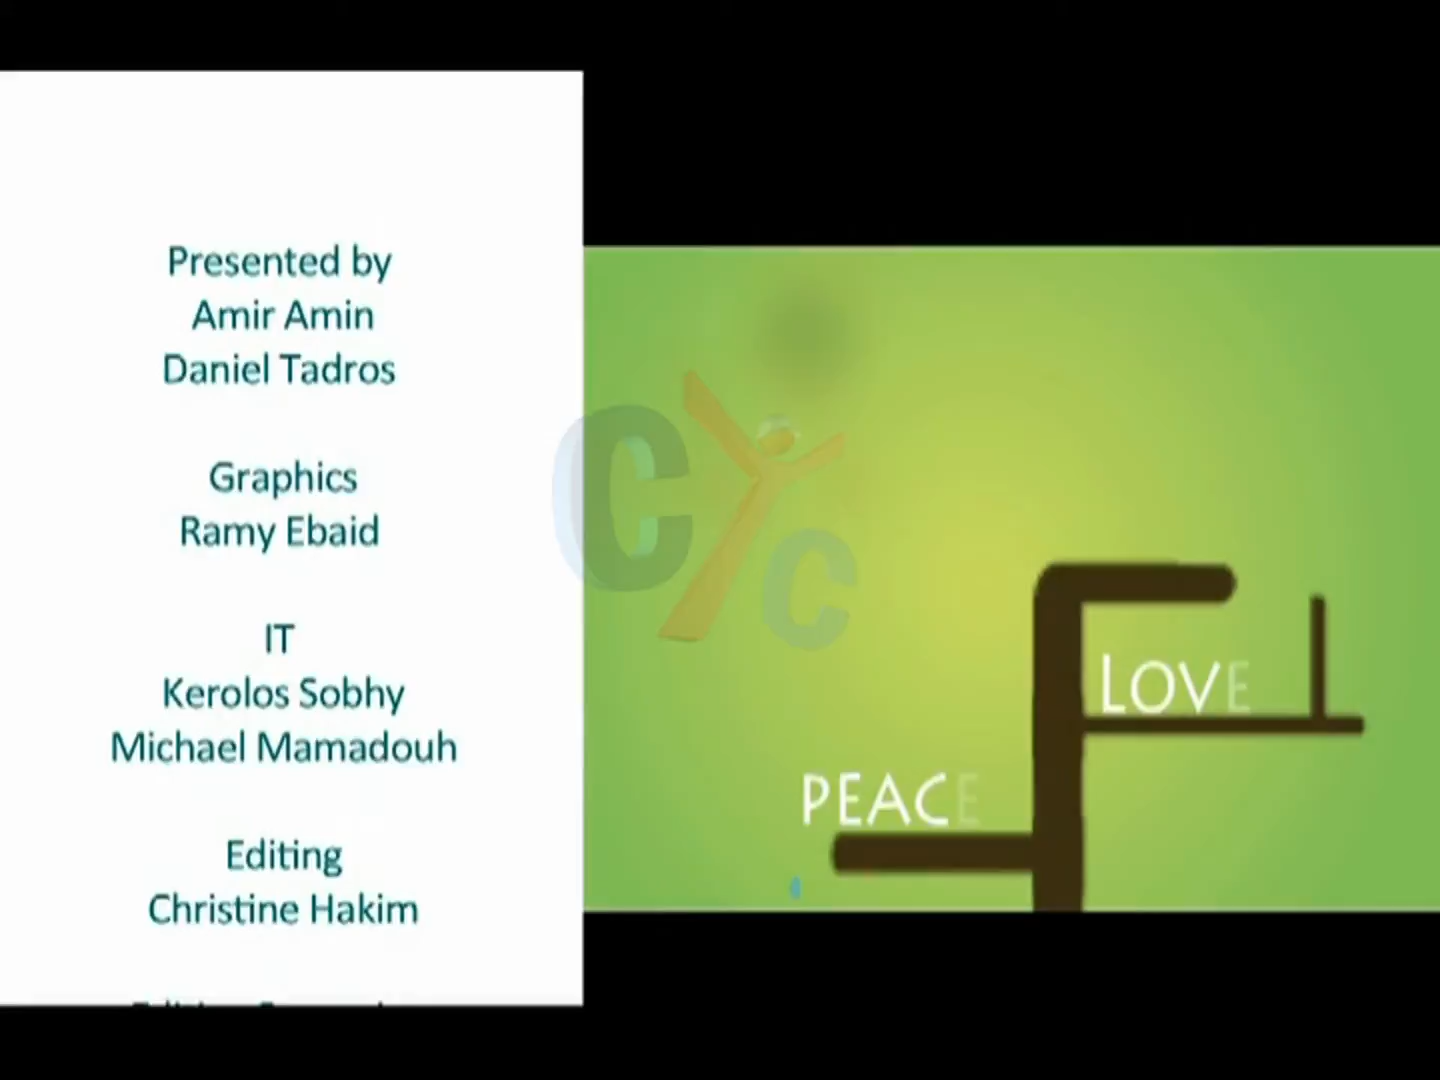 Presented by
Amir Amin
Daniel Tadros
Graphics
Ramy Ebaid
IT
Kerolos Sobhy
Michael Mamadouh
Editing
Christine Hakim
CYC
LOVE
PEACE